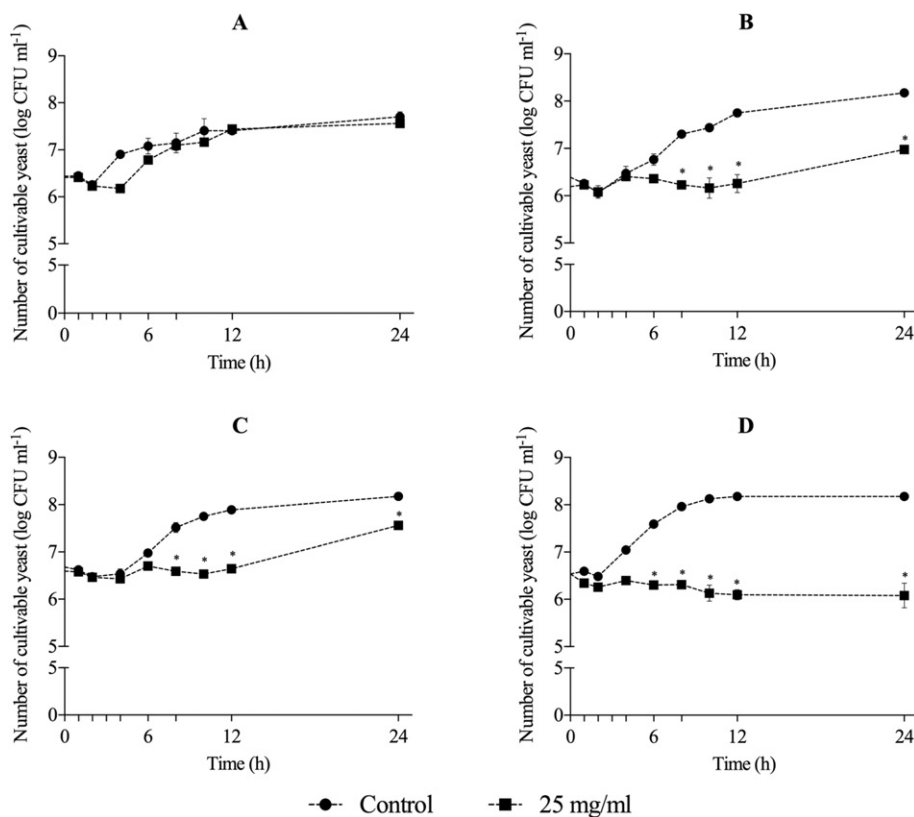 A
Number of cultivable yeast (log CFU ml-1)
9
8
7
6
5
5
0
0 6 12 24
Time (h)
B
Number of cultivable yeast (log CFU ml-1)
9
8
7
6
5
5
0
0 6 12 24
Time (h)
* * * *
C
Number of cultivable yeast (log CFU ml-1)
9
8
7
6
5
5
0
0 6 12 24
Time (h)
* * * *
D
Number of cultivable yeast (log CFU ml-1)
9
8
7
6
5
5
0
0 6 12 24
Time (h)
* * * * *
Control 25 mg/ml